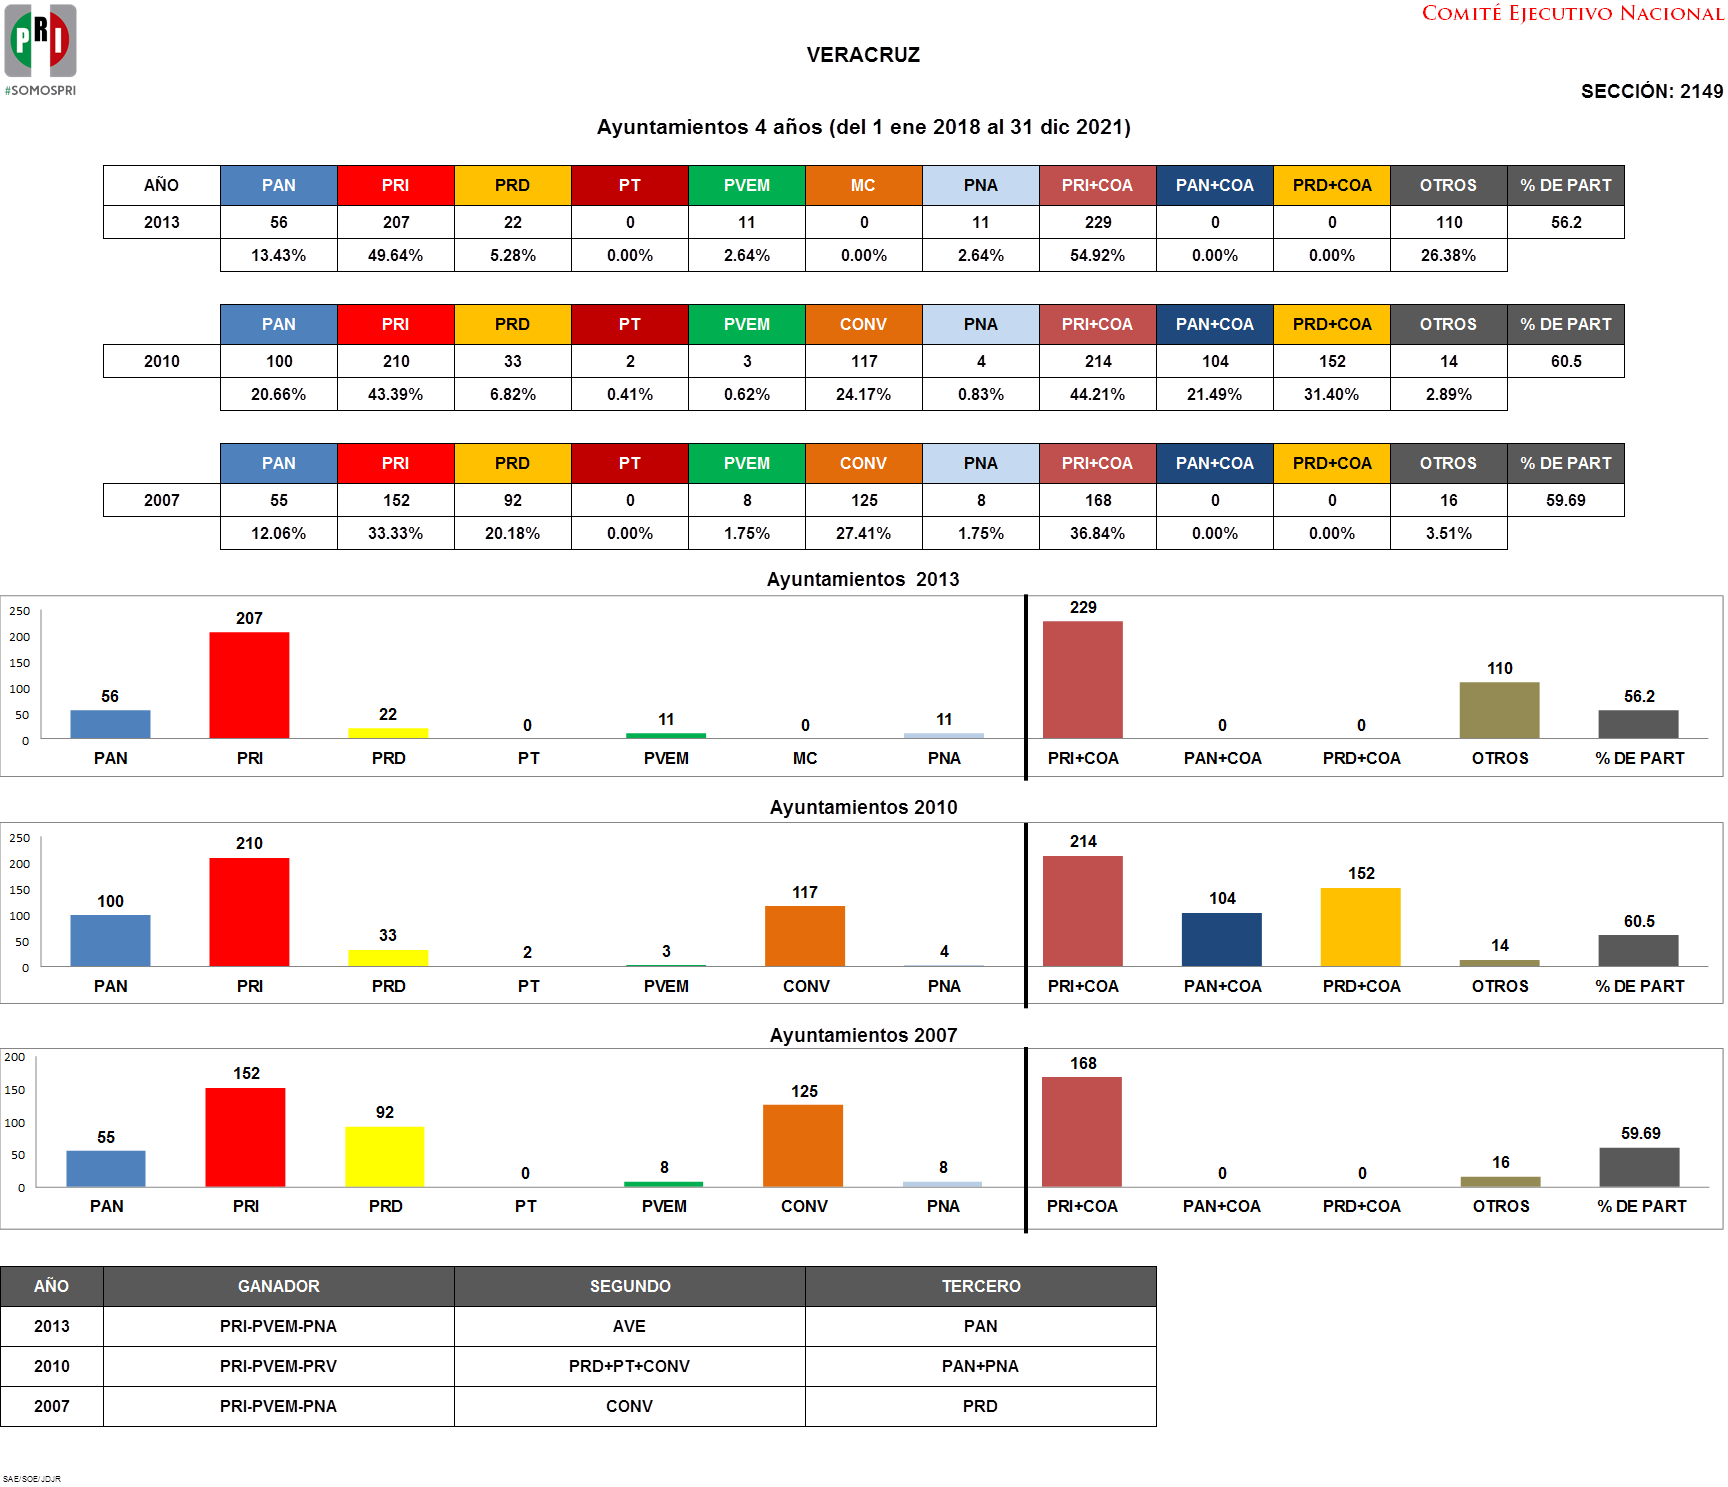 COMITÉ EJECUTIVO NACIONAL
PRI
#SOMOSPRI
VERACRUZ
SECCIÓN: 2149
Ayuntamientos 4 años (del 1 ene 2018 al 31 dic 2021)
AÑO PAN PRI PRD PT PVEM MC PNA PRI+COA PAN+COA PRD+COA OTROS % DE PART
2013 56 207 22 0 11 0 11 229 0 0 110 56.2
13.43% 49.64% 5.28% 0.00% 2.64% 0.00% 2.64% 54.92% 0.00% 0.00% 26.38%
PAN PRI PRD PT PVEM CONV PNA PRI+COA PAN+COA PRD+COA OTROS % DE PART
2010 100 210 33 2 3 117 4 214 104 152 14 60.5
20.66% 43.39% 6.82% 0.41% 0.62% 24.17% 0.83% 44.21% 21.49% 31.40% 2.89%
PAN PRI PRD PT PVEM CONV PNA PRI+COA PAN+COA PRD+COA OTROS % DE PART
2007 55 152 92 0 8 125 8 168 0 0 16 59.69
12.06% 33.33% 20.18% 0.00% 1.75% 27.41% 1.75% 36.84% 0.00% 0.00% 3.51%
Ayuntamientos 2013
250
200
150
100
50
0
56 207 22 0 11 0 11 229 0 0 110 56.2
PAN PRI PRD PT PVEM MC PNA PRI+COA PAN+COA PRD+COA OTROS % DE PART
Ayuntamientos 2010
250
200
150
100
50
0
100 210 33 2 3 117 4 214 104 152 14 60.5
PAN PRI PRD PT PVEM CONV PNA PRI+COA PAN+COA PRD+COA OTROS % DE PART
Ayuntamientos 2007
200
150
100
50
0
55 152 92 0 8 125 8 168 0 0 16 59.69
PAN PRI PRD PT PVEM CONV PNA PRI+COA PAN+COA PRD+COA OTROS % DE PART
AÑO GANADOR SEGUNDO TERCERO
2013 PRI-PVEM-PNA AVE PAN
2010 PRI-PVEM-PRV PRD+PT+CONV PAN+PNA
2007 PRI-PVEM-PNA CONV PRD
SAE/SOE/JDJR